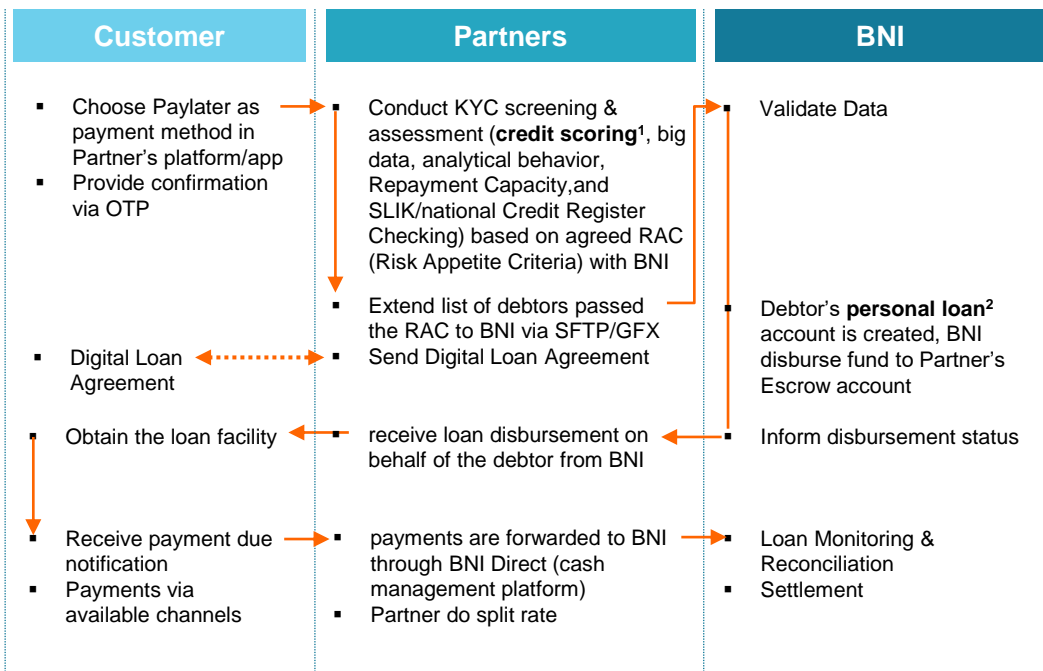 Customer
Partners
BNI
▪ Choose Paylater as
payment method in
Partner's platform/app
▪ Provide confirmation
via OTP
▪ Conduct KYC screening &
assessment (credit scoring¹, big
data, analytical behavior,
Repayment Capacity,and
SLIK/national Credit Register
Checking) based on agreed RAC
(Risk Appetite Criteria) with BNI
▪ Validate Data
▪ Extend list of debtors passed
the RAC to BNI via SFTP/GFX
▪ Send Digital Loan Agreement
▪ Debtor's personal loan²
account is created, BNI
disburse fund to Partner's
Escrow account
▪ Digital Loan
Agreement
▪ Obtain the loan facility
▪ receive loan disbursement on
behalf of the debtor from BNI
▪ Inform disbursement status
▪ Receive payment due
notification
▪ Payments via
available channels
▪ payments are forwarded to BNI
through BNI Direct (cash
management platform)
▪ Partner do split rate
▪ Loan Monitoring &
Reconciliation
▪ Settlement